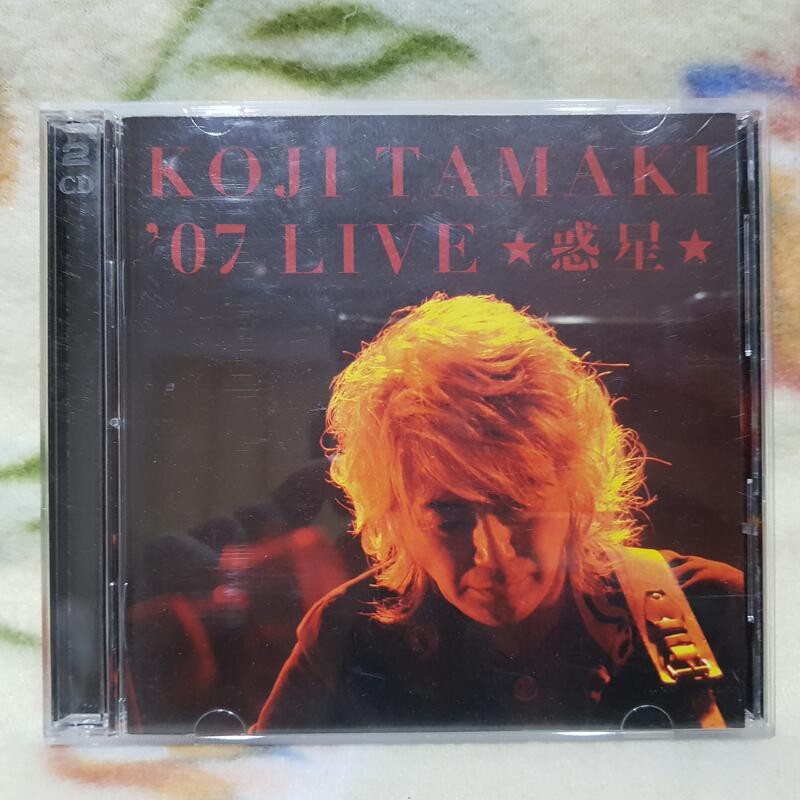 KOJI TAMAKI
’07 LIVE ★惑星★
2
CD